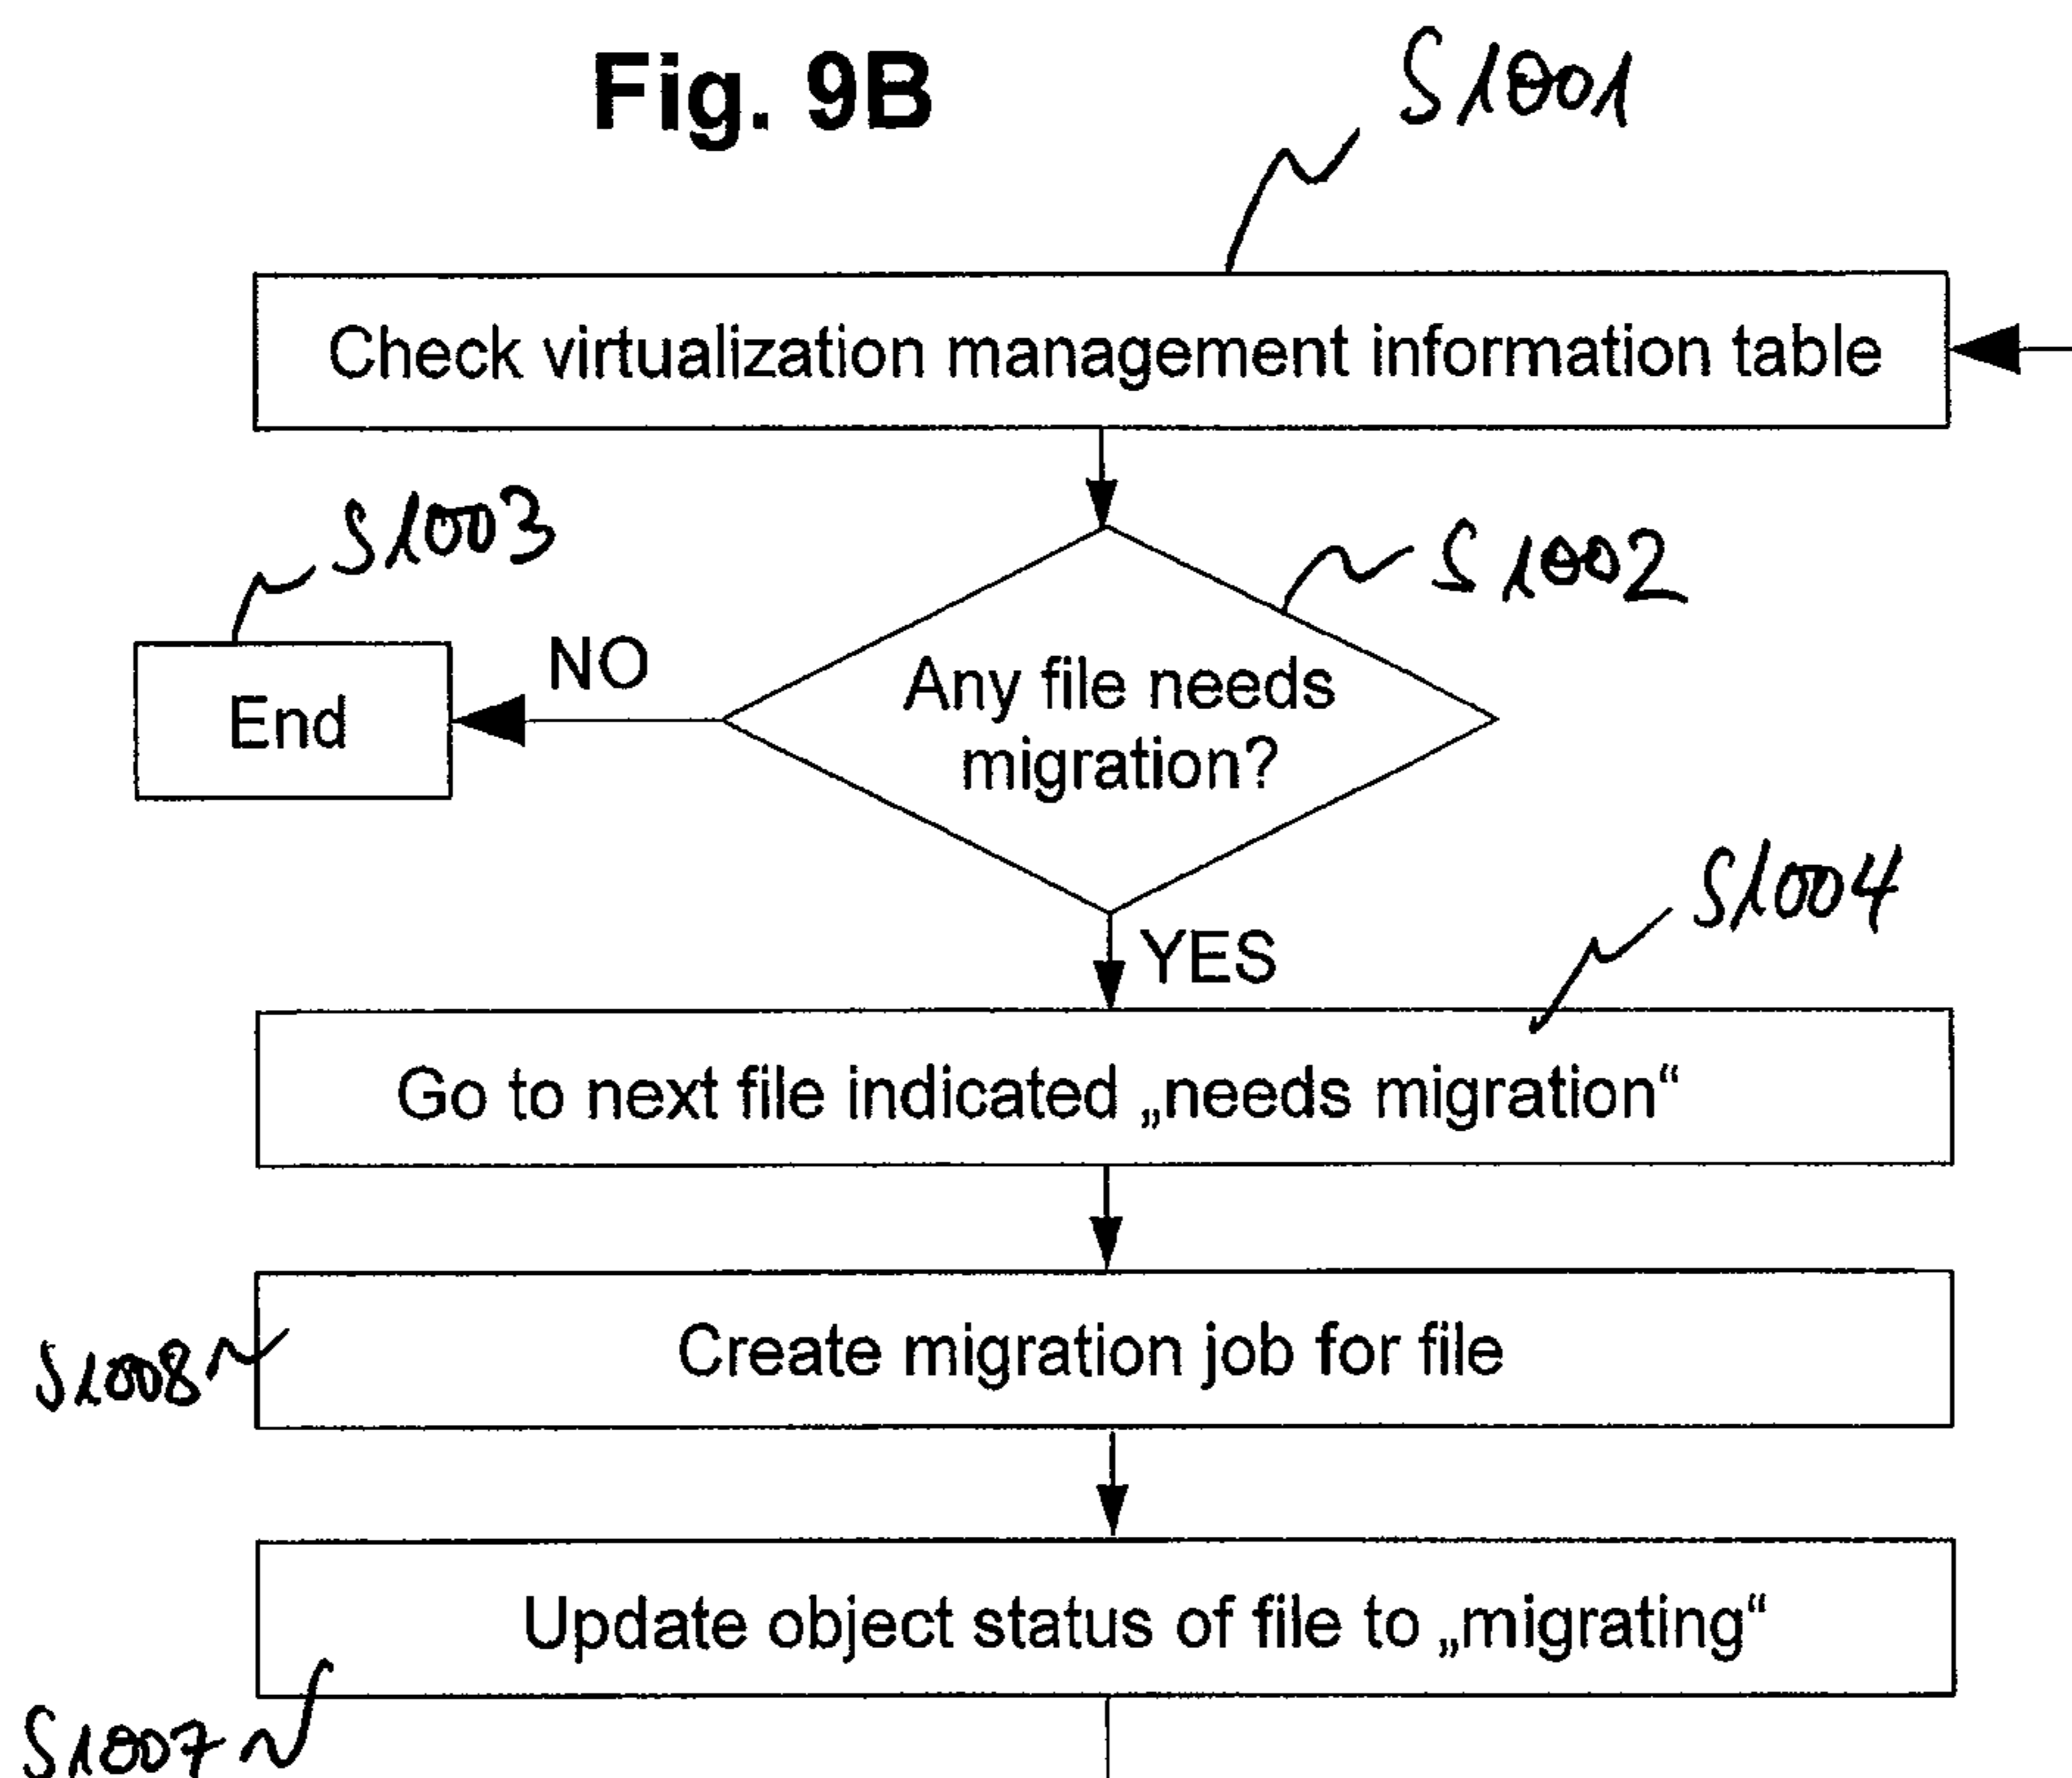 Fig. 9B
S1001
Check virtualization management information table
S1003
S1002
NO
End
Any file needs
migration?
S1004
YES
Go to next file indicated „needs migration“
S1008
Create migration job for file
Update object status of file to „migrating“
S1007